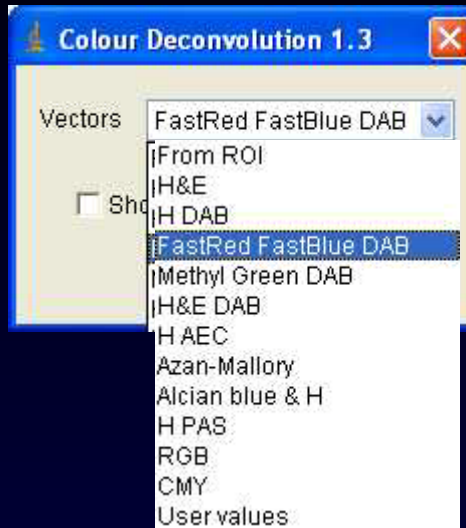 Colour Deconvolution 1.3
Vectors FastRed FastBlue DAB
From ROI
H&E
Sho
H DAB
FastRed FastBlue DAB
Methyl Green DAB
H&E DAB
H AEC
Azan-Mallory
Alcian blue & H
H PAS
RGB
CMY
User values